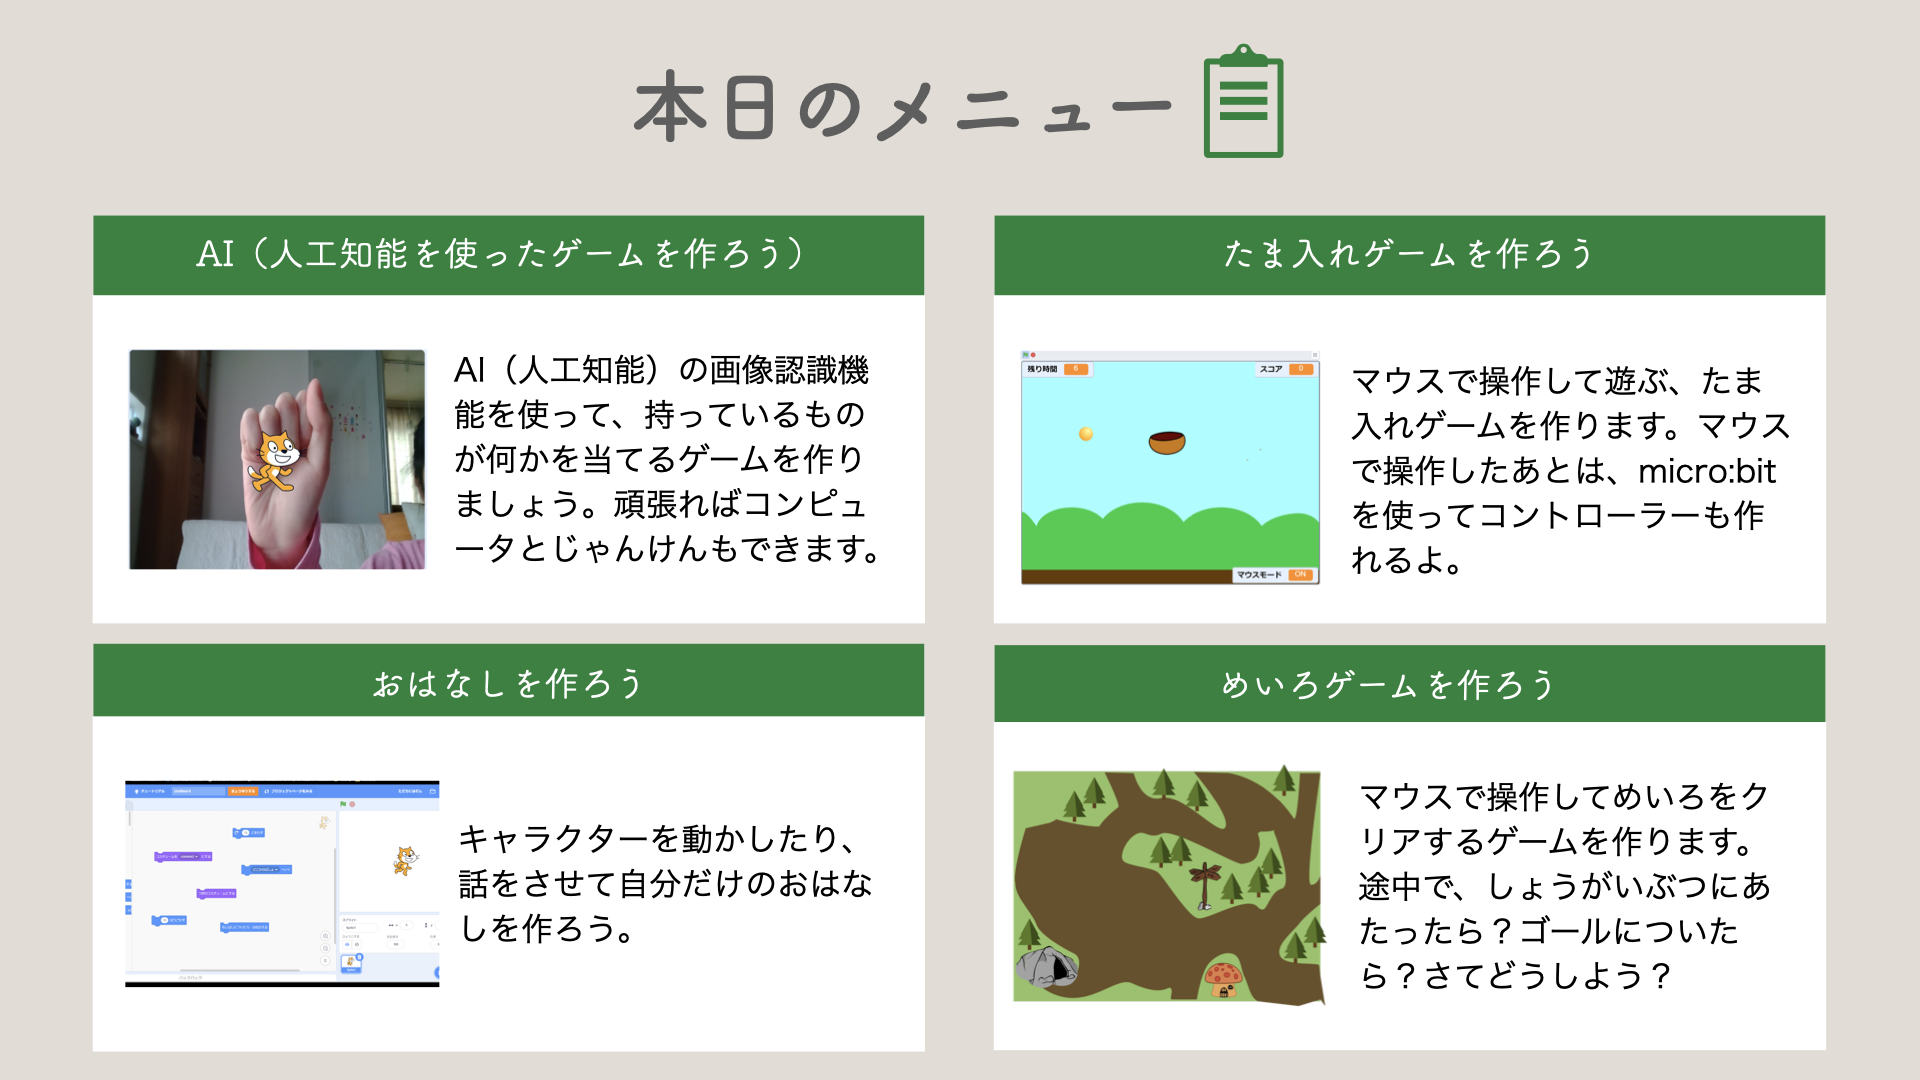 本日のメニュー
AI（人工知能を使ったゲームを作ろう）
AI（人工知能）の画像認識機
能を使って、持っているもの
が何かを当てるゲームを作り
ましょう。頑張ればコンピュ
ータとじゃんけんもできます。
たま入れゲームを作ろう
残り時間 6
スコア 0
マウスモード ON
マウスで操作して遊ぶ、たま
入れゲームを作ります。マウス
で操作したあとは、micro:bit
を使ってコントローラーも作
れるよ。
おはなしを作ろう
キャラクターを動かしたり、
話をさせて自分だけのおはな
しを作ろう。
めいろゲームを作ろう
マウスで操作してめいろをク
リアするゲームを作ります。
途中で、しょうがいぶつにあ
たったら？ゴールについた
ら？さてどうしよう？